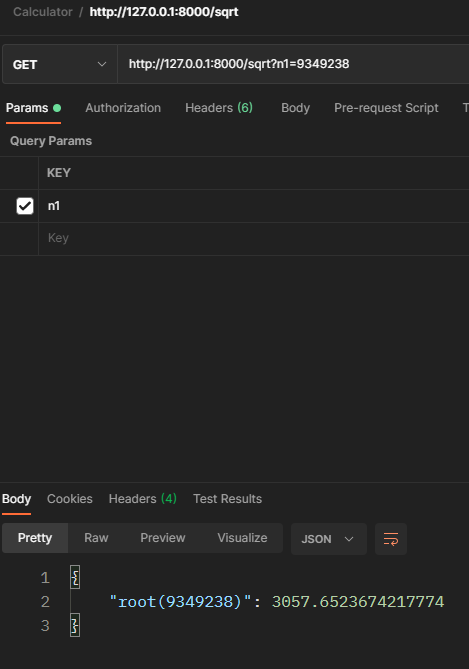 Calculator / http://127.0.0.1:8000/sqrt
GET http://127.0.0.1:8000/sqrt?n1=9349238
Params Authorization Headers (6) Body Pre-request Script T
Query Params
KEY
n1
Key
Body Cookies Headers (4) Test Results
Pretty Raw Preview Visualize JSON
1 {
2 "root(9349238)": 3057.6523674217774
3 }